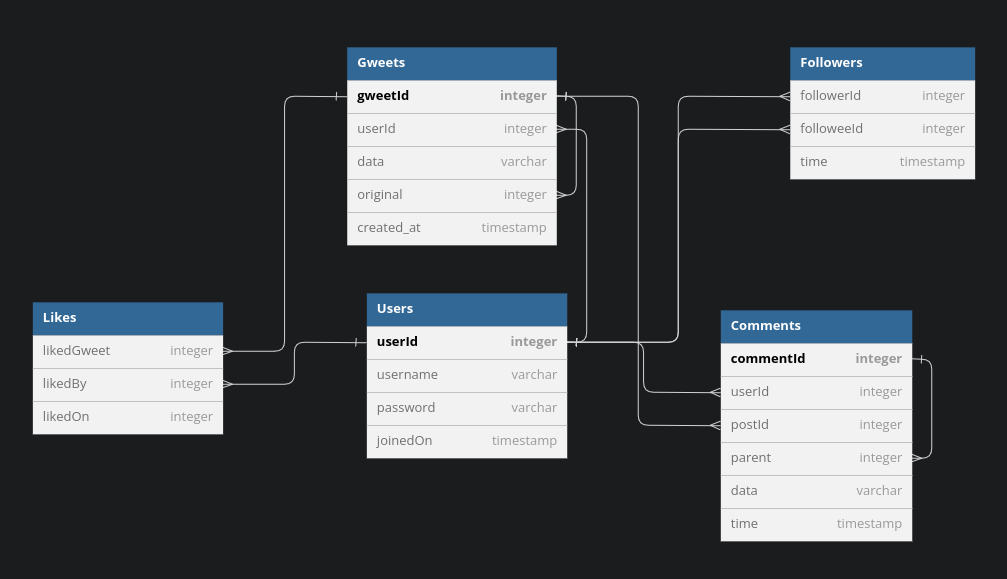 Gweets
gweetId integer
userId integer
data varchar
original integer
created_at timestamp
Followers
followerId integer
followeeId integer
time timestamp
Likes
likedGweet integer
likedBy integer
likedOn integer
Users
userId integer
username varchar
password varchar
joinedOn timestamp
Comments
commentId integer
userId integer
postId integer
parent integer
data varchar
time timestamp